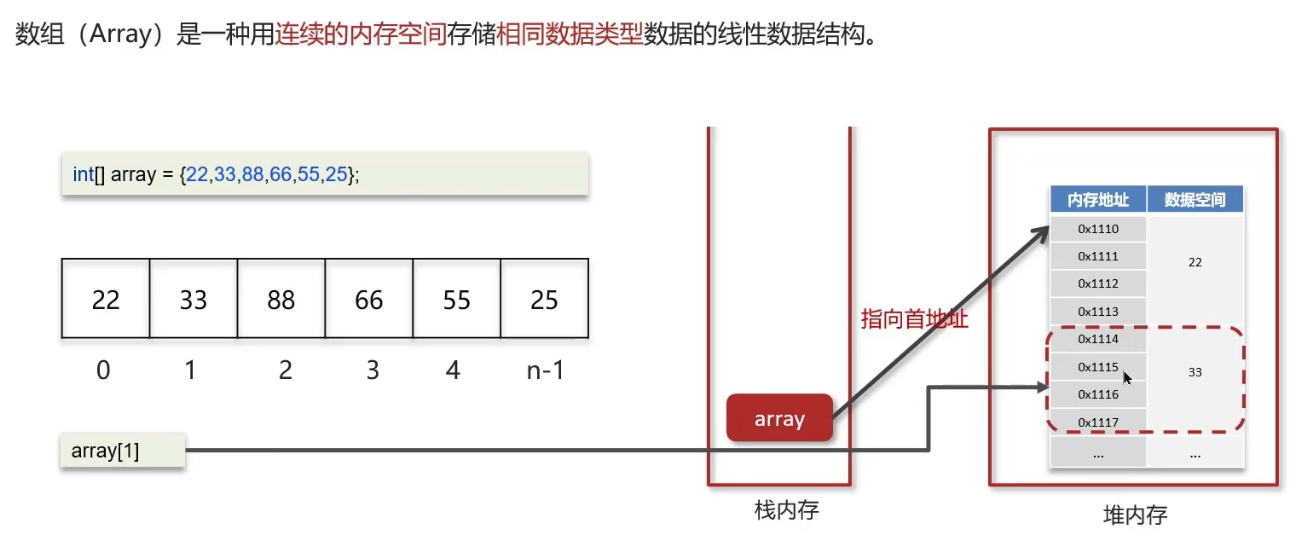 数组（Array）是一种用连续的内存空间存储相同数据类型数据的线性数据结构。
int[] array = {22,33,88,66,55,25};
22 33 88 66 55 25
0 1 2 3 4 n-1
array[1]
array
栈内存
指向首地址
内存地址 数据空间
0x1110
0x1111
22
0x1112
0x1113
0x1114
0x1115
33
0x1116
0x1117
... ...
堆内存